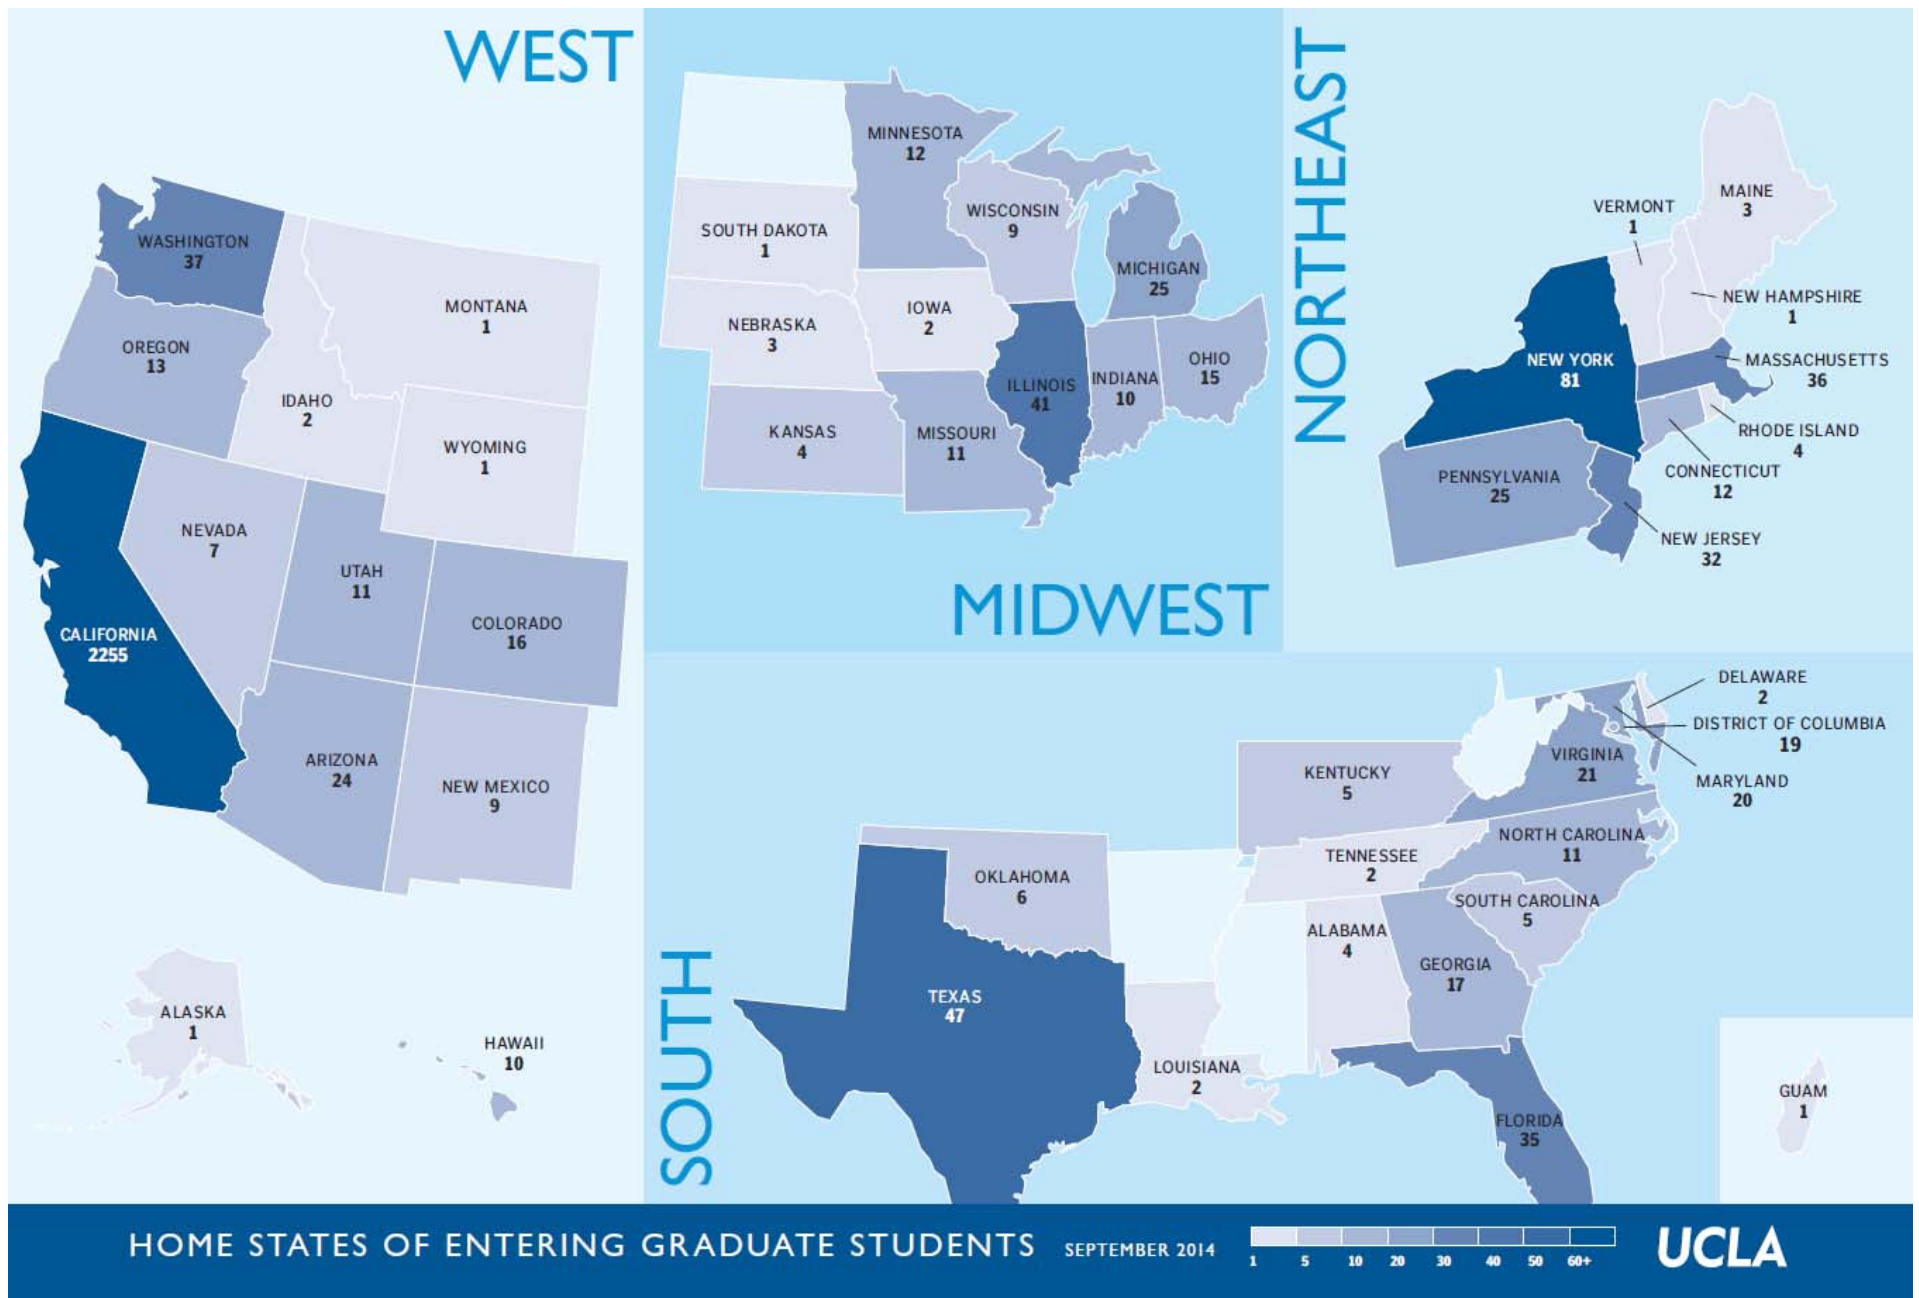 WEST
WASHINGTON
37
OREGON
13
MONTANA
1
IDAHO
2
WYOMING
1
NEVADA
7
UTAH
11
COLORADO
16
CALIFORNIA
2255
ARIZONA
24
NEW MEXICO
9
ALASKA
1
HAWAII
10
MINNESOTA
12
SOUTH DAKOTA
1
WISCONSIN
9
MICHIGAN
25
NEBRASKA
3
IOWA
2
ILLINOIS
41
INDIANA
10
OHIO
15
KANSAS
4
MISSOURI
11
MIDWEST
NORTHEAST
MAINE
3
VERMONT
1
NEW HAMPSHIRE
1
NEW YORK
81
MASSACHUSETTS
36
RHODE ISLAND
4
CONNECTICUT
12
PENNSYLVANIA
25
NEW JERSEY
32
SOUTH
DELAWARE
2
DISTRICT OF COLUMBIA
19
VIRGINIA
21
MARYLAND
20
KENTUCKY
5
NORTH CAROLINA
11
TENNESSEE
2
OKLAHOMA
6
SOUTH CAROLINA
5
ALABAMA
4
GEORGIA
17
TEXAS
47
LOUISIANA
2
FLORIDA
35
GUAM
1
HOME STATES OF ENTERING GRADUATE STUDENTS SEPTEMBER 2014
1 5 10 20 30 40 50 60+
UCLA